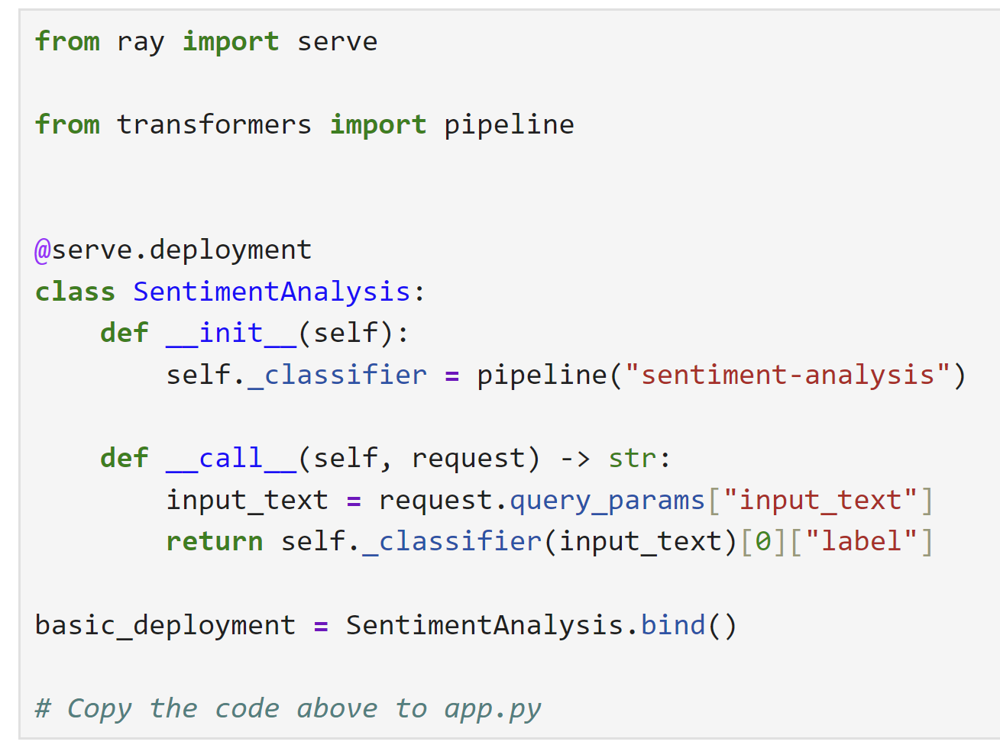 from ray import serve
from transformers import pipeline
@serve.deployment
class SentimentAnalysis:
    def __init__(self):
        self._classifier = pipeline("sentiment-analysis")
    def __call__(self, request) -> str:
        input_text = request.query_params["input_text"]
        return self._classifier(input_text)[0]["label"]
basic_deployment = SentimentAnalysis.bind()
# Copy the code above to app.py